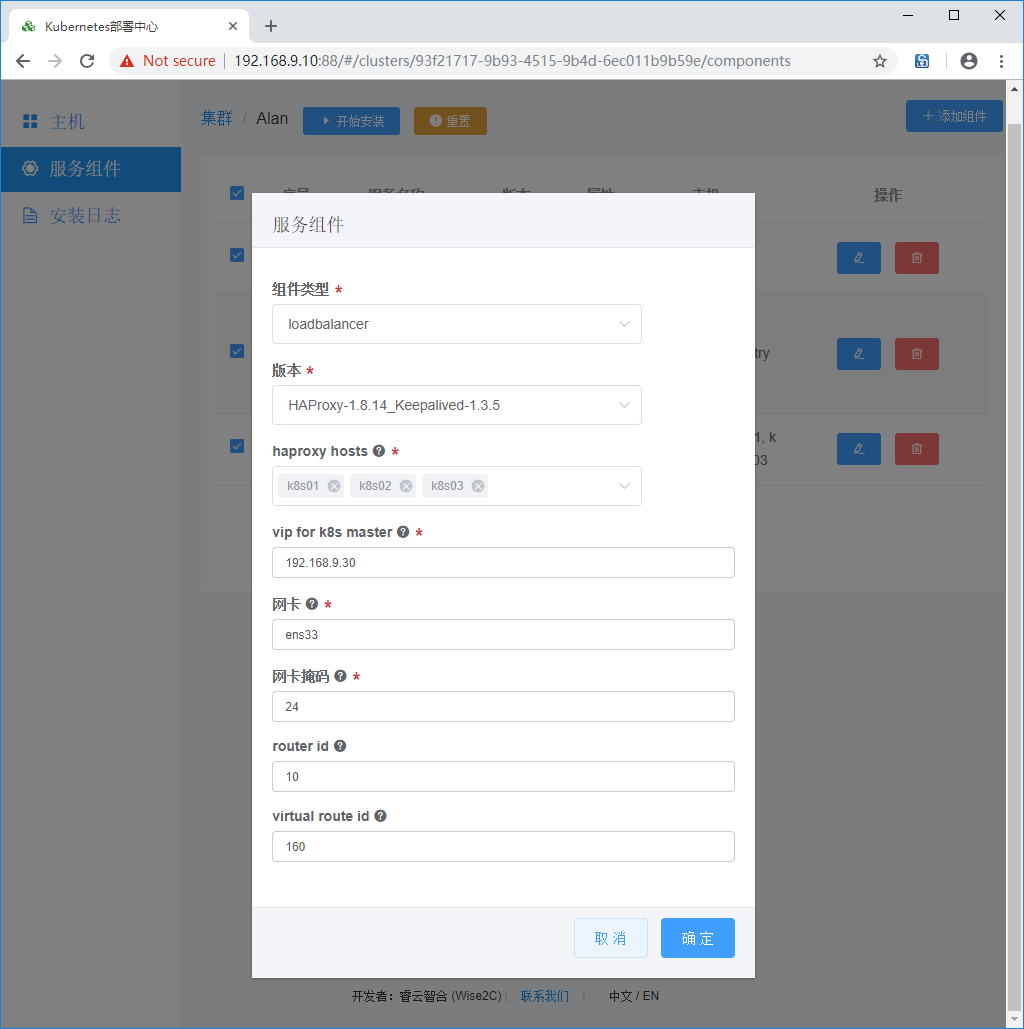 Kubernetes部署中心
Not secure 192.168.9.10:88/#/clusters/93f21717-9b93-4515-9b4d-6ec011b9b59e/components
主机
服务组件
安装日志
集群 / Alan 开始安装 重置 添加组件
操作
try
1, k
03
服务组件
组件类型 *
loadbalancer
版本 *
HAProxy-1.8.14_Keepalived-1.3.5
haproxy hosts *
k8s01 k8s02 k8s03
vip for k8s master *
192.168.9.30
网卡 *
ens33
网卡掩码 *
24
router id
10
virtual route id
160
取 消 确 定
开发者：睿云智合 (Wise2C) | 联系我们 | 中文 / EN